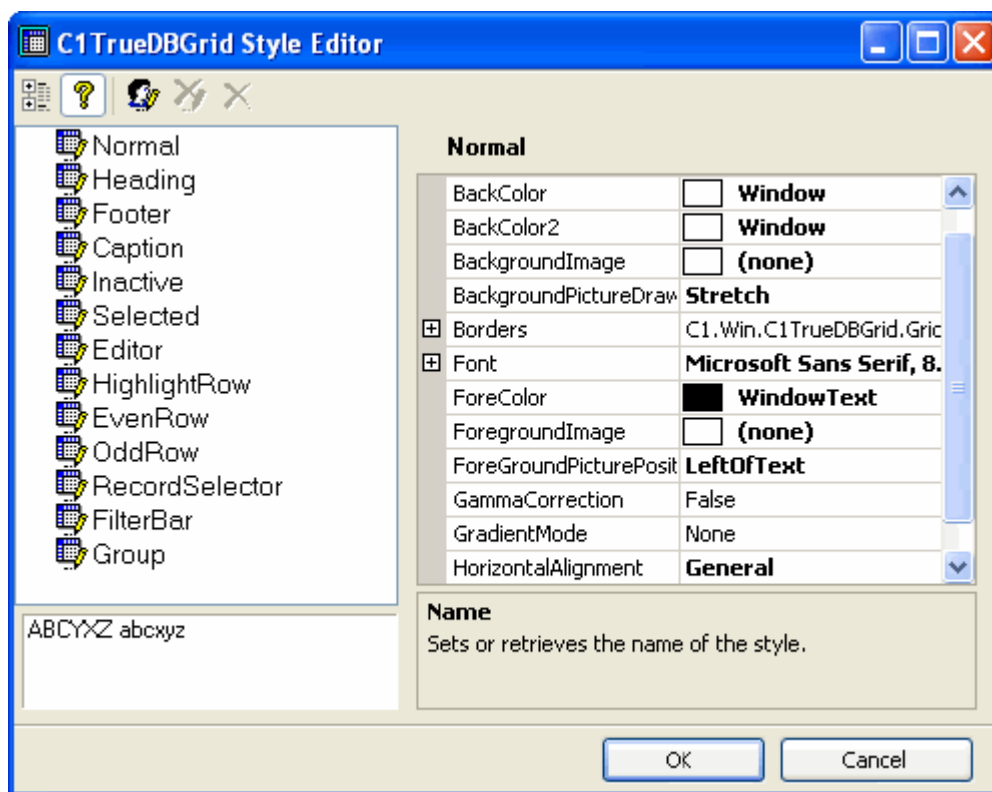 C1TrueDBGrid Style Editor
Normal
Heading
Footer
Caption
Inactive
Selected
Editor
HighlightRow
EvenRow
OddRow
RecordSelector
FilterBar
Group
ABCYXZ abcxyz
Normal
BackColor Window
BackColor2 Window
BackgroundImage (none)
BackgroundPictureDraw Stretch
Borders C1.Win.C1TrueDBGrid.Gric
Font Microsoft Sans Serif, 8.
ForeColor WindowText
ForegroundImage (none)
ForeGroundPicturePosit LeftOfText
GammaCorrection False
GradientMode None
HorizontalAlignment General
Name
Sets or retrieves the name of the style.
OK Cancel